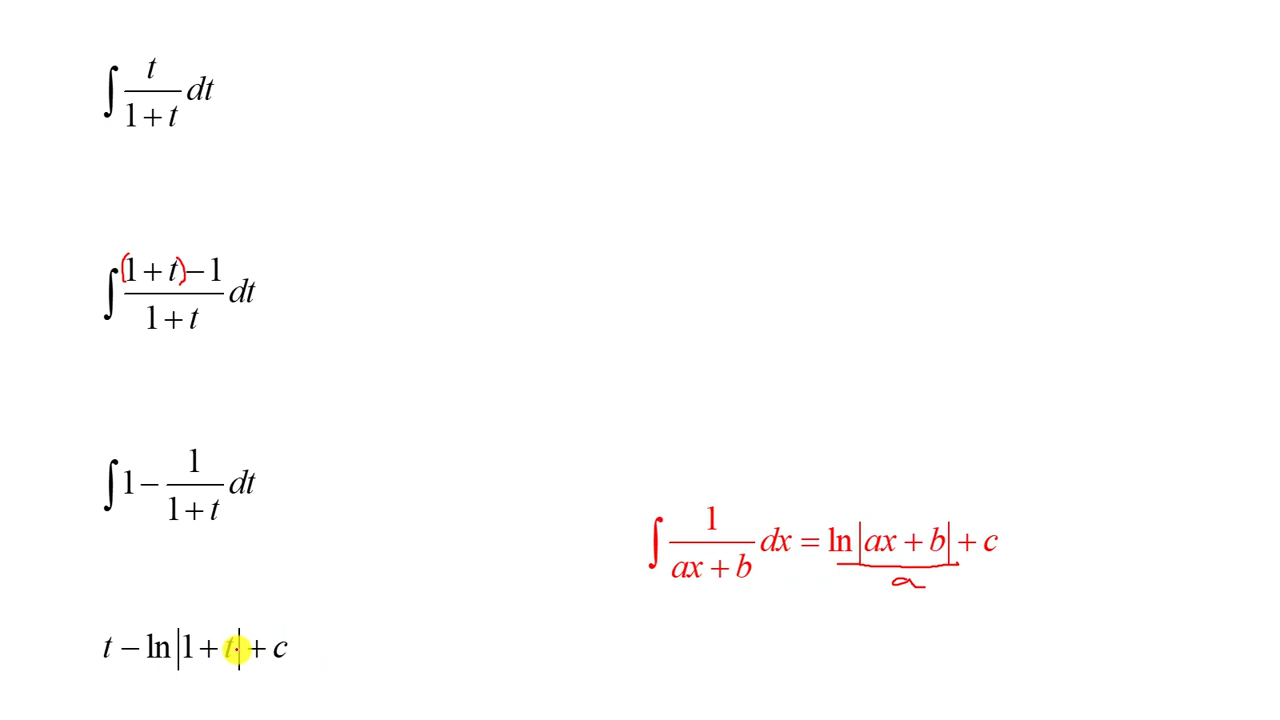 ∫ t/(1+t) dt
∫ ((1+t)−1)/(1+t) dt
∫ 1 − 1/(1+t) dt
∫ 1/(ax+b) dx = ln|ax+b|/a + c
t − ln|1+t| + c